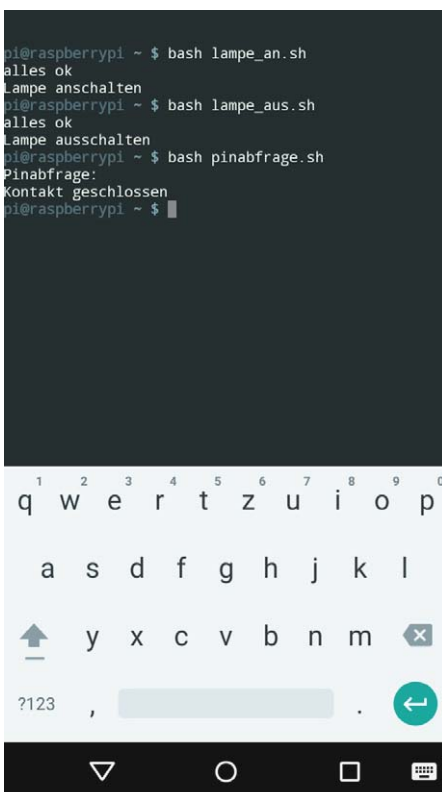 pi@raspberrypi ~ $ bash lampe_an.sh
alles ok
Lampe anschalten
pi@raspberrypi ~ $ bash lampe_aus.sh
alles ok
Lampe ausschalten
pi@raspberrypi ~ $ bash pinabfrage.sh
Pinabfrage:
Kontakt geschlossen
pi@raspberrypi ~ $
1 2 3 4 5 6 7 8 9 0
q w e r t z u i o p
a s d f g h j k l
y x c v b n m
?123 , .